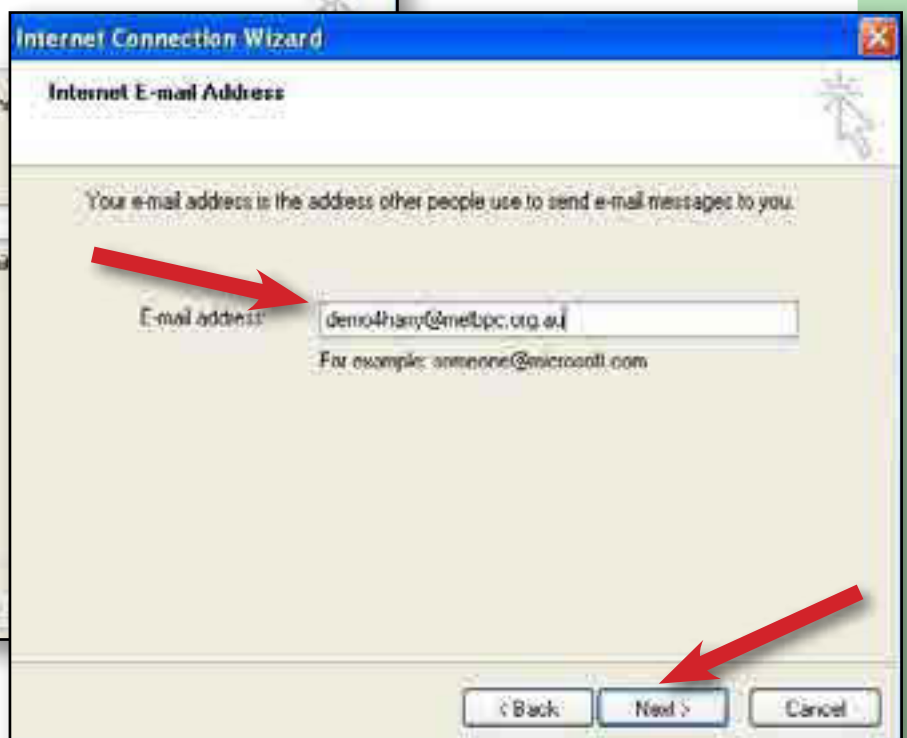 Internet Connection Wizard
Internet E-mail Address
Your e-mail address is the address other people use to send e-mail messages to you.
E-mail address: demo4harry@melbpc.org.au
For example: someone@microsoft.com
< Back Next > Cancel